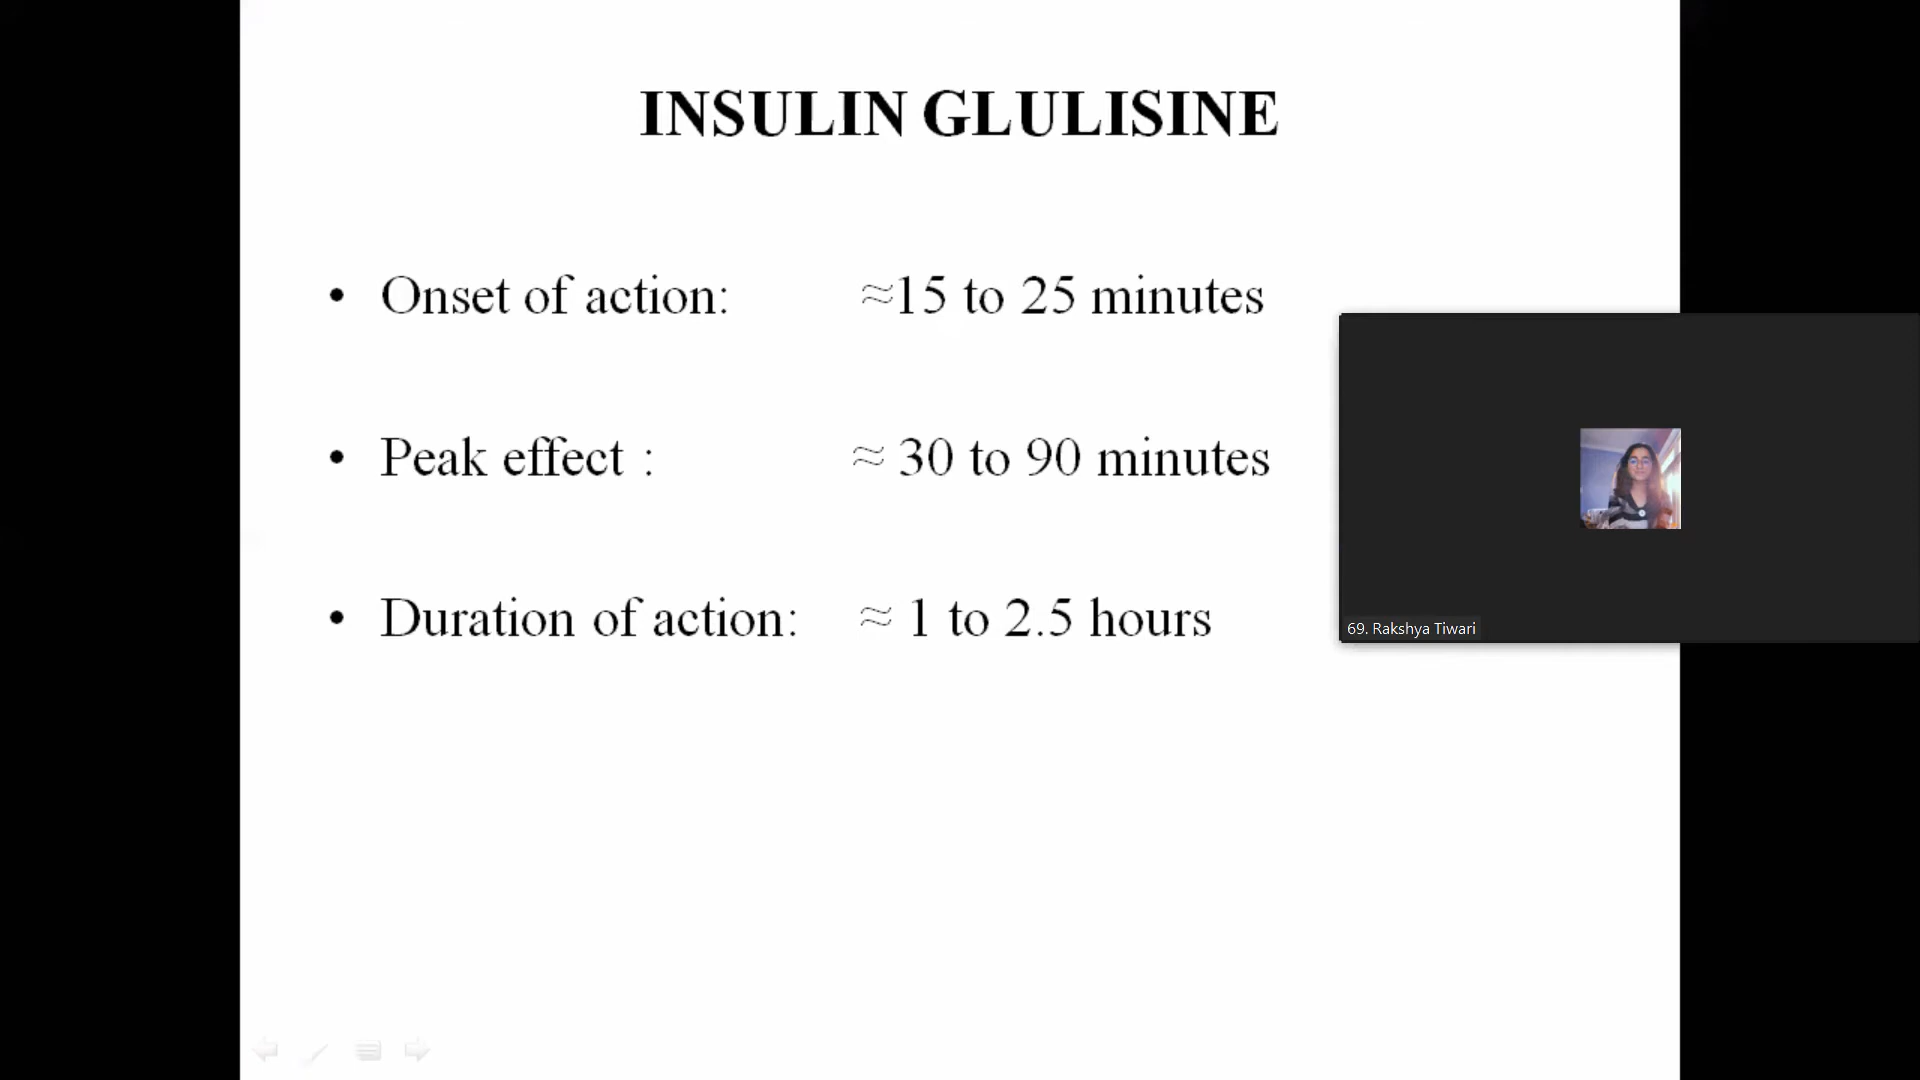 INSULIN GLULISINE
• Onset of action: ≈15 to 25 minutes
• Peak effect : ≈ 30 to 90 minutes
• Duration of action: ≈ 1 to 2.5 hours
69. Rakshya Tiwari